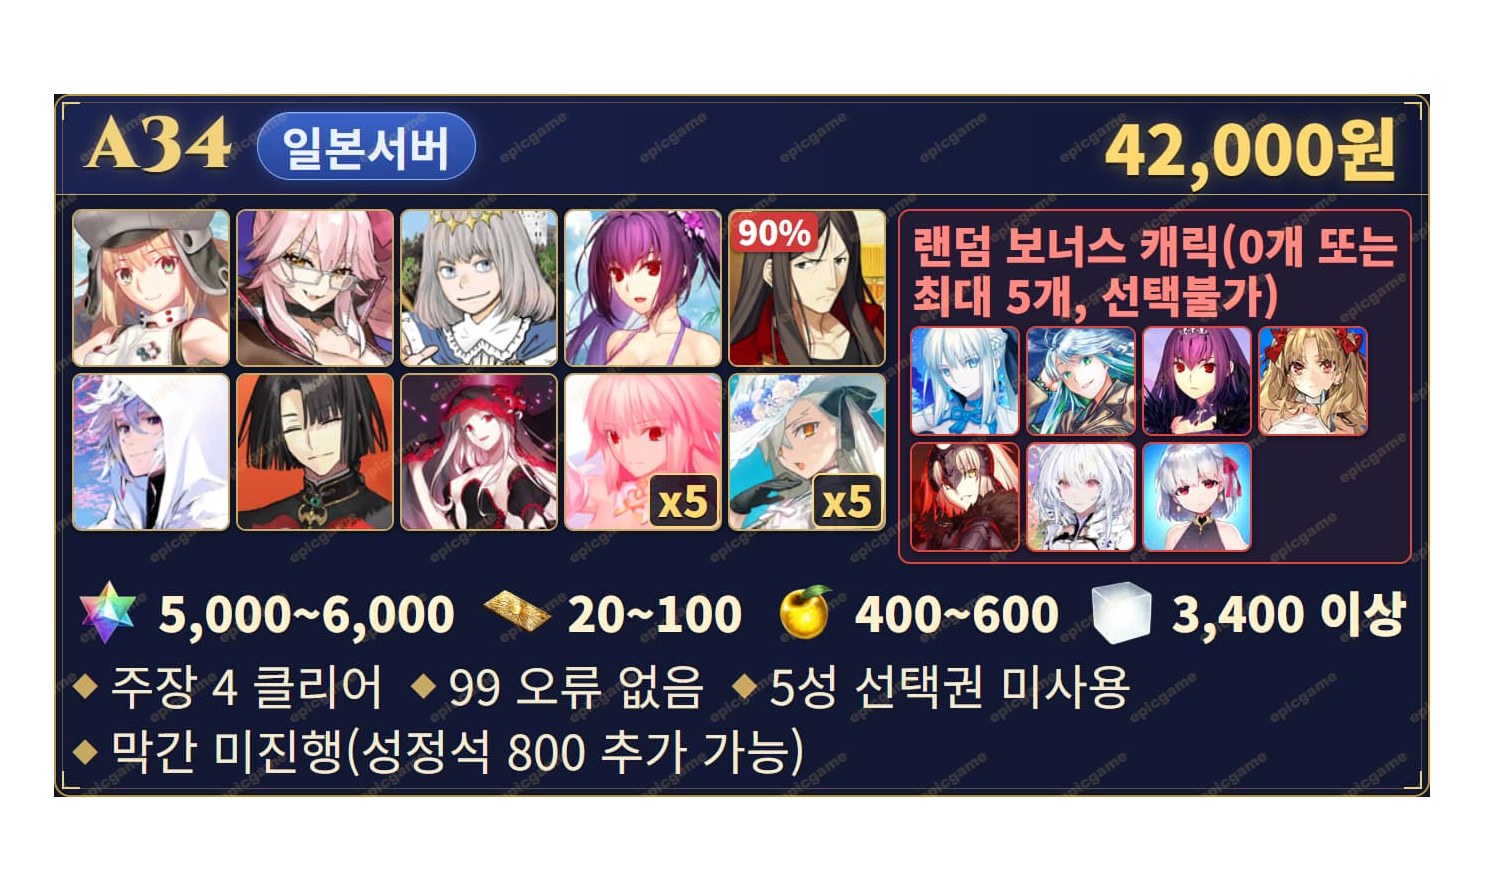 A34 일본서버 42,000원
90%
랜덤 보너스 캐릭(0개 또는
최대 5개, 선택불가)
x5 x5
5,000~6,000 20~100 400~600 3,400 이상
◆ 주장 4 클리어 ◆ 99 오류 없음 ◆ 5성 선택권 미사용
◆ 막간 미진행(성정석 800 추가 가능)
epicgame